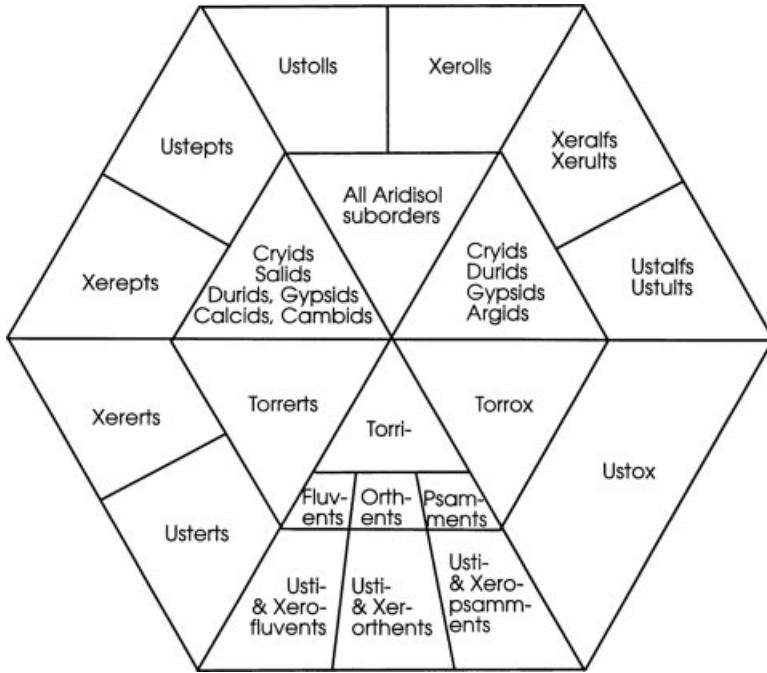 Ustolls
Xerolls
Ustepts
Xeralfs
Xerults
All Aridisol
suborders
Xerepts
Cryids
Salids
Durids, Gypsids
Calcids, Cambids
Cryids
Durids
Gypsids
Argids
Ustalfs
Ustults
Xererts
Torrerts
Torri-
Torrox
Ustox
Usterts
Fluv-
ents
Orth-
ents
Psam-
ments
Usti-
& Xero-
fluvents
Usti-
& Xer-
orthents
Usti-
& Xero-
psamm-
ents